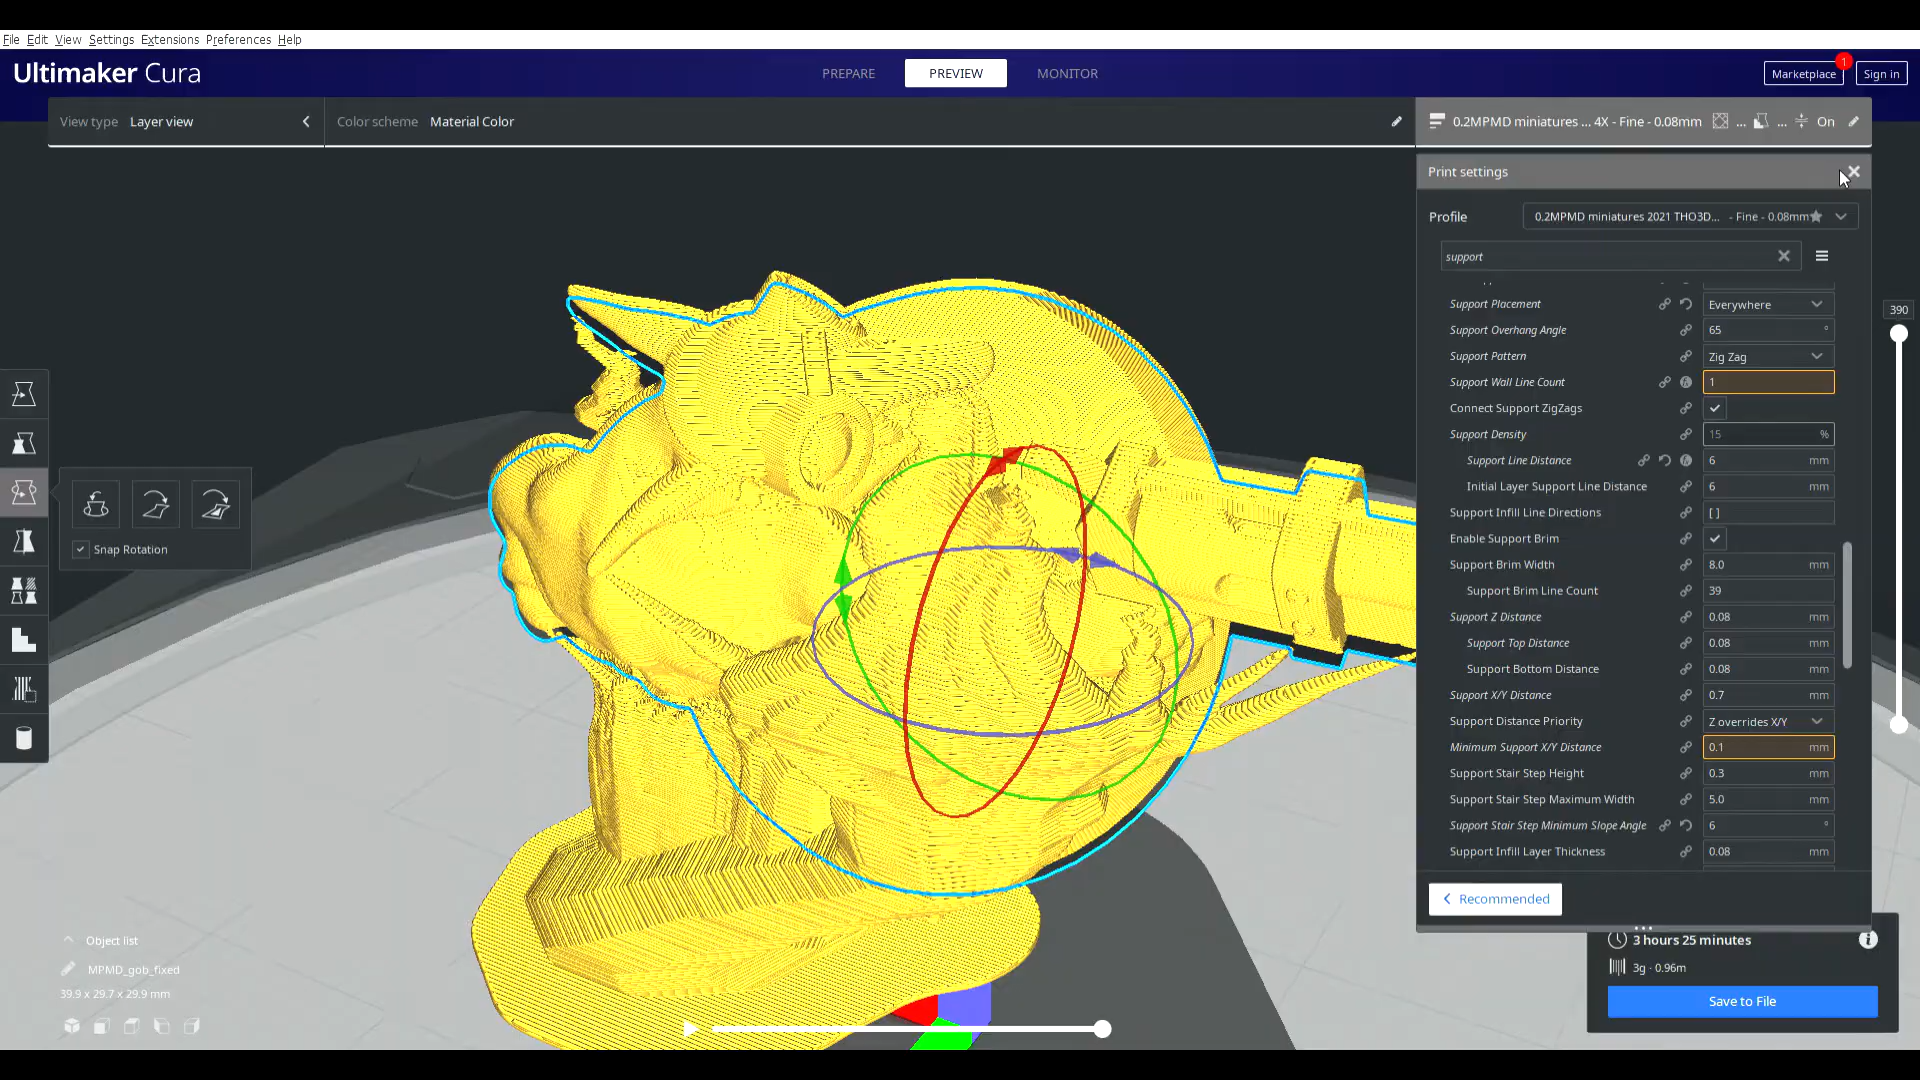 File Edit View Settings Extensions Preferences Help
Ultimaker Cura
PREPARE
PREVIEW
MONITOR
Marketplace
1
Sign in
View type Layer view
Color scheme Material Color
0.2MPMD miniatures ... 4X - Fine - 0.08mm ... ... On
Print settings
Profile 0.2MPMD miniatures 2021 THO3D... - Fine - 0.08mm
support
Support Placement Everywhere
Support Overhang Angle 65 °
Support Pattern Zig Zag
Support Wall Line Count 1
Connect Support ZigZags
Support Density 15 %
Support Line Distance 6 mm
Initial Layer Support Line Distance 6 mm
Support Infill Line Directions [ ]
Enable Support Brim
Support Brim Width 8.0 mm
Support Brim Line Count 39
Support Z Distance 0.08 mm
Support Top Distance 0.08 mm
Support Bottom Distance 0.08 mm
Support X/Y Distance 0.7 mm
Support Distance Priority Z overrides X/Y
Minimum Support X/Y Distance 0.1 mm
Support Stair Step Height 0.3 mm
Support Stair Step Maximum Width 5.0 mm
Support Stair Step Minimum Slope Angle 6 °
Support Infill Layer Thickness 0.08 mm
Recommended
390
Snap Rotation
Object list
MPMD_gob_fixed
39.9 x 29.7 x 29.9 mm
3 hours 25 minutes
3g · 0.96m
Save to File